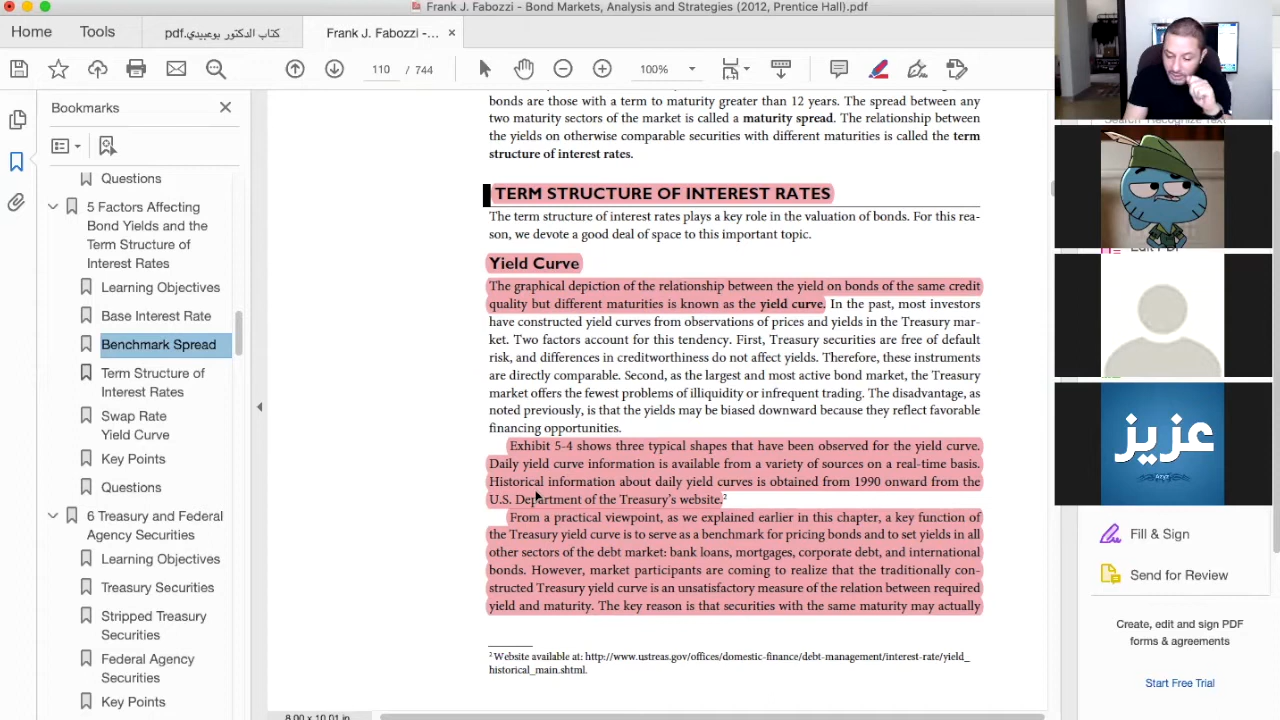 Frank J. Fabozzi - Bond Markets, Analysis and Strategies (2012, Prentice Hall).pdf
Home
Tools
كتاب الدكتور بوعبيدي.pdf
Frank J. Fabozzi -... ×
110 / 744
100%
Bookmarks
Questions
5 Factors Affecting
Bond Yields and the
Term Structure of
Interest Rates
Learning Objectives
Base Interest Rate
Benchmark Spread
Term Structure of
Interest Rates
Swap Rate
Yield Curve
Key Points
Questions
6 Treasury and Federal
Agency Securities
Learning Objectives
Treasury Securities
Stripped Treasury
Securities
Federal Agency
Securities
Key Points
bonds are those with a term to maturity greater than 12 years. The spread between any
two maturity sectors of the market is called a maturity spread. The relationship between
the yields on otherwise comparable securities with different maturities is called the term
structure of interest rates.
TERM STRUCTURE OF INTEREST RATES
The term structure of interest rates plays a key role in the valuation of bonds. For this rea-
son, we devote a good deal of space to this important topic.
Yield Curve
The graphical depiction of the relationship between the yield on bonds of the same credit
quality but different maturities is known as the yield curve. In the past, most investors
have constructed yield curves from observations of prices and yields in the Treasury mar-
ket. Two factors account for this tendency. First, Treasury securities are free of default
risk, and differences in creditworthiness do not affect yields. Therefore, these instruments
are directly comparable. Second, as the largest and most active bond market, the Treasury
market offers the fewest problems of illiquidity or infrequent trading. The disadvantage, as
noted previously, is that the yields may be biased downward because they reflect favorable
financing opportunities.
Exhibit 5-4 shows three typical shapes that have been observed for the yield curve.
Daily yield curve information is available from a variety of sources on a real-time basis.
Historical information about daily yield curves is obtained from 1990 onward from the
U.S. Department of the Treasury's website.2
From a practical viewpoint, as we explained earlier in this chapter, a key function of
the Treasury yield curve is to serve as a benchmark for pricing bonds and to set yields in all
other sectors of the debt market: bank loans, mortgages, corporate debt, and international
bonds. However, market participants are coming to realize that the traditionally con-
structed Treasury yield curve is an unsatisfactory measure of the relation between required
yield and maturity. The key reason is that securities with the same maturity may actually
2 Website available at: http://www.ustreas.gov/offices/domestic-finance/debt-management/interest-rate/yield_
historical_main.shtml.
8.00 x 10.01 in
Search 'Recognize Text'
Edit PDF
عزيز
Azyz
Fill & Sign
Send for Review
Create, edit and sign PDF
forms & agreements
Start Free Trial